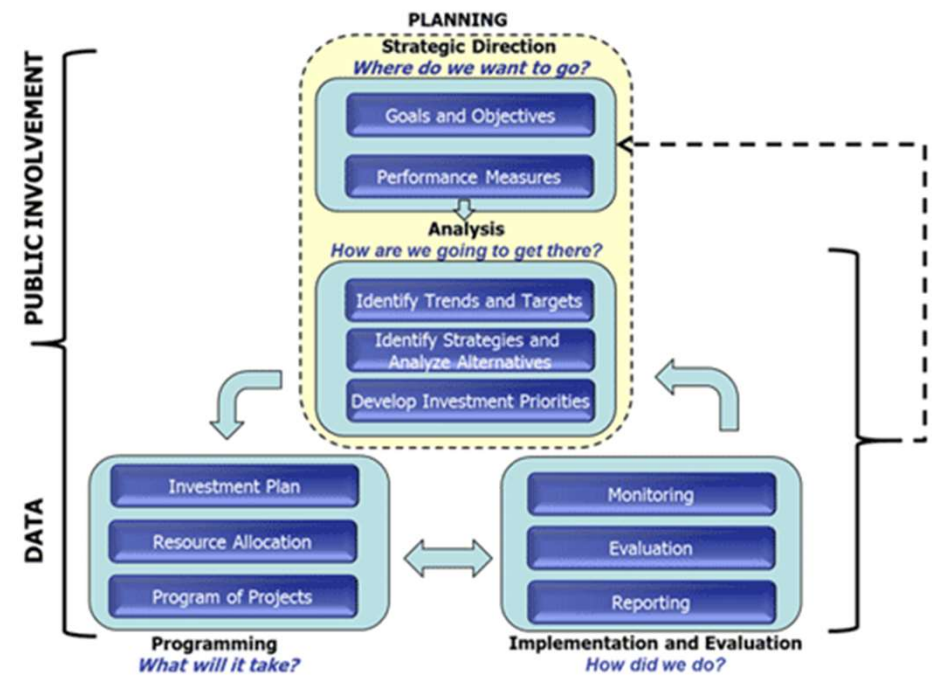 PLANNING
Strategic Direction
Where do we want to go?
Goals and Objectives
Performance Measures
Analysis
How are we going to get there?
Identify Trends and Targets
Identify Strategies and
Analyze Alternatives
Develop Investment Priorities
PUBLIC INVOLVEMENT
DATA
Investment Plan
Resource Allocation
Program of Projects
Programming
What will it take?
Monitoring
Evaluation
Reporting
Implementation and Evaluation
How did we do?